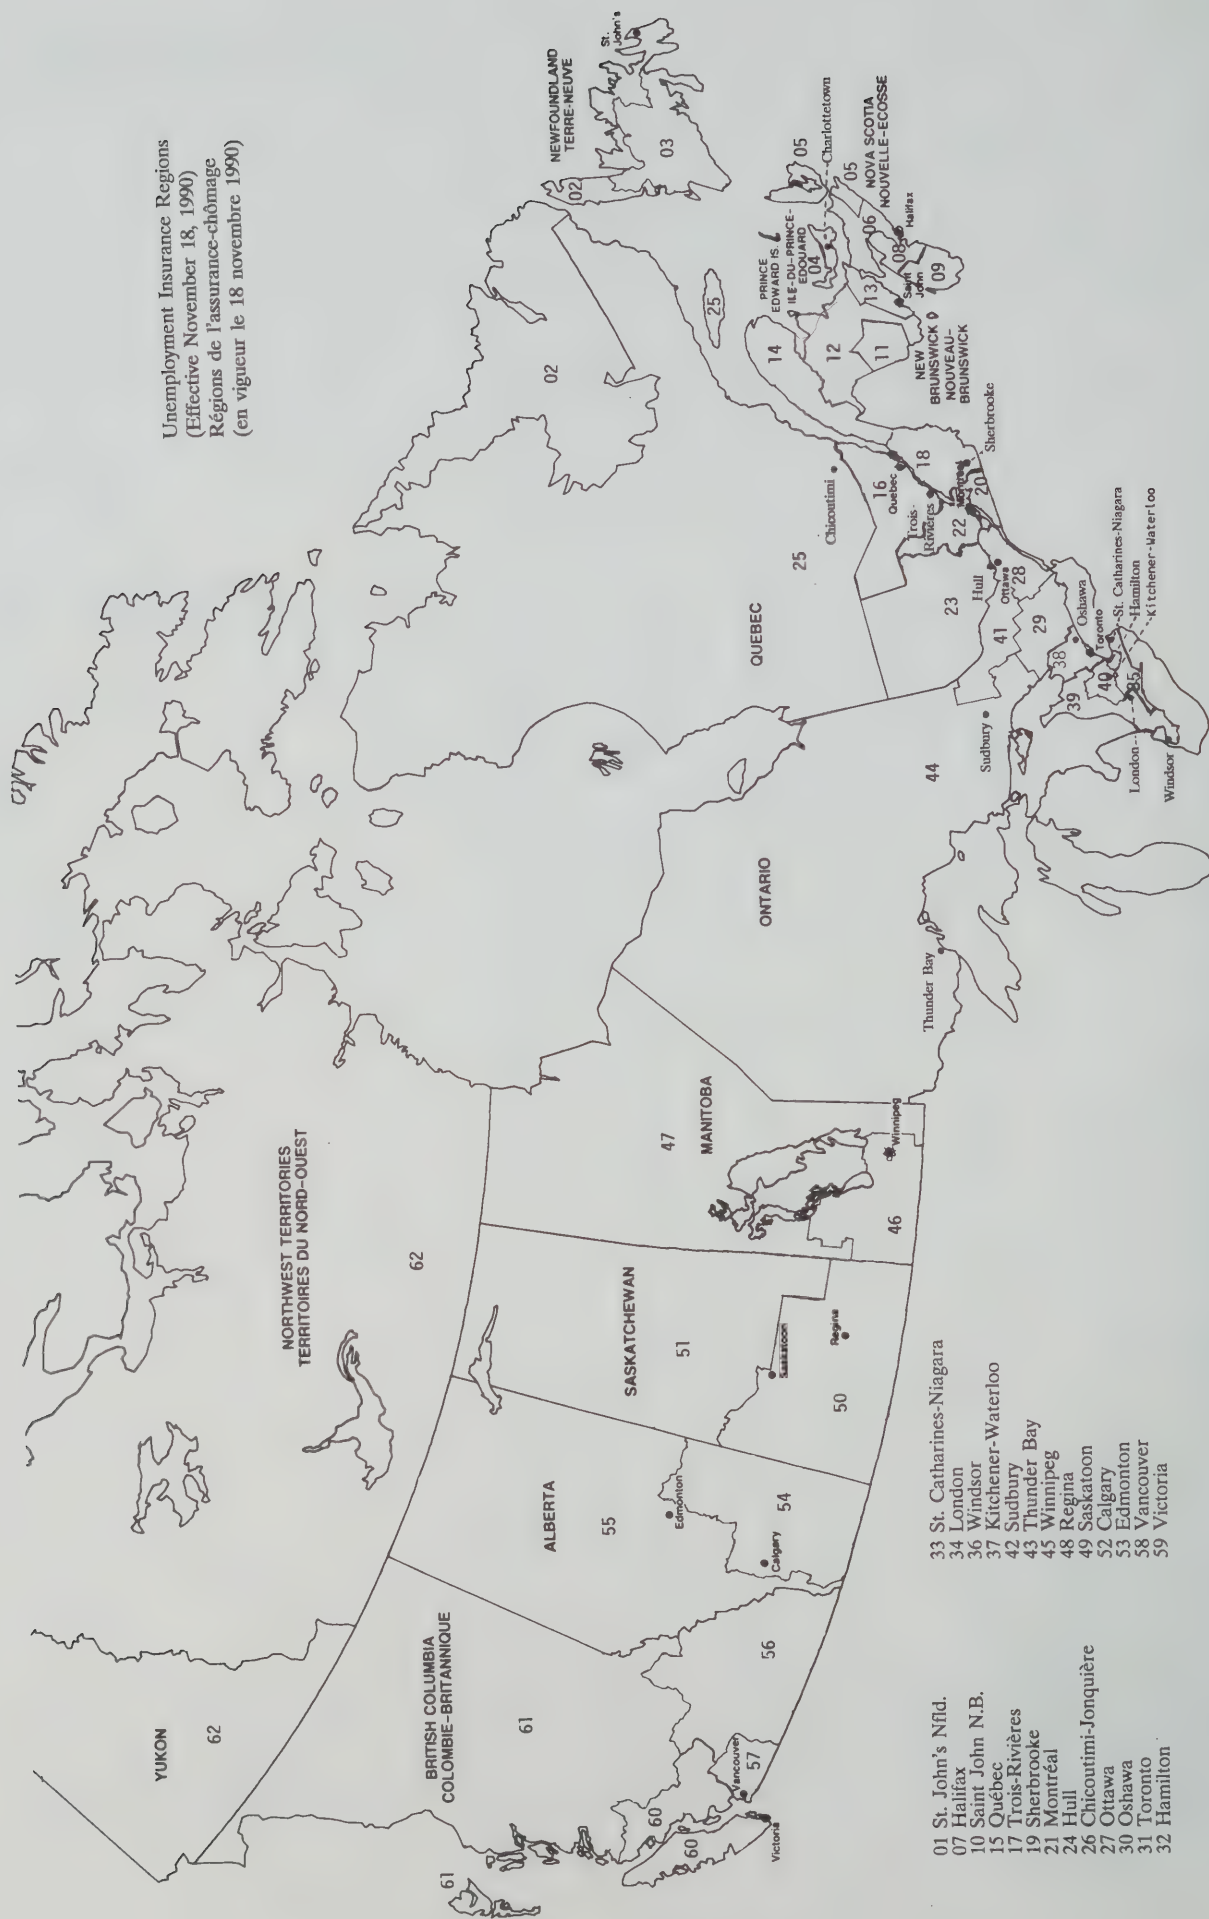 Unemployment Insurance Regions
(Effective November 18, 1990)
Régions de l'assurance-chômage
(en vigueur le 18 novembre 1990)
YUKON
62
NORTHWEST TERRITORIES
TERRITOIRES DU NORD-OUEST
62
BRITISH COLUMBIA
COLOMBIE-BRITANNIQUE
61
61
60
60
57
56
Vancouver
Victoria
ALBERTA
55
Edmonton
54
Calgary
SASKATCHEWAN
51
Saskatoon
50
Regina
47
MANITOBA
46
Winnipeg
ONTARIO
44
Thunder Bay
Sudbury
41
28
29
38
39
40
35
Ottawa
Oshawa
Toronto
St. Catharines-Niagara
Hamilton
Kitchener-Waterloo
London
Windsor
QUEBEC
25
25
Chicoutimi
23
Hull
22
Trois-
Rivières
16
Quebec
18
Montreal
20
Sherbrooke
14
NEWFOUNDLAND
TERRE-NEUVE
02
02
03
St.
John's
PRINCE
EDWARD IS.
ILE-DU-PRINCE-
EDOUARD
04
Charlottetown
05
05
NOVA SCOTIA
NOUVELLE-ECOSSE
06
08
09
Halifax
12
11
13
Saint
John
NEW
BRUNSWICK
NOUVEAU-
BRUNSWICK
01 St. John's Nfld.
07 Halifax
10 Saint John N.B.
15 Québec
17 Trois-Rivières
19 Sherbrooke
21 Montréal
24 Hull
26 Chicoutimi-Jonquière
27 Ottawa
30 Oshawa
31 Toronto
32 Hamilton
33 St. Catharines-Niagara
34 London
36 Windsor
37 Kitchener-Waterloo
42 Sudbury
43 Thunder Bay
45 Winnipeg
48 Regina
49 Saskatoon
52 Calgary
53 Edmonton
58 Vancouver
59 Victoria